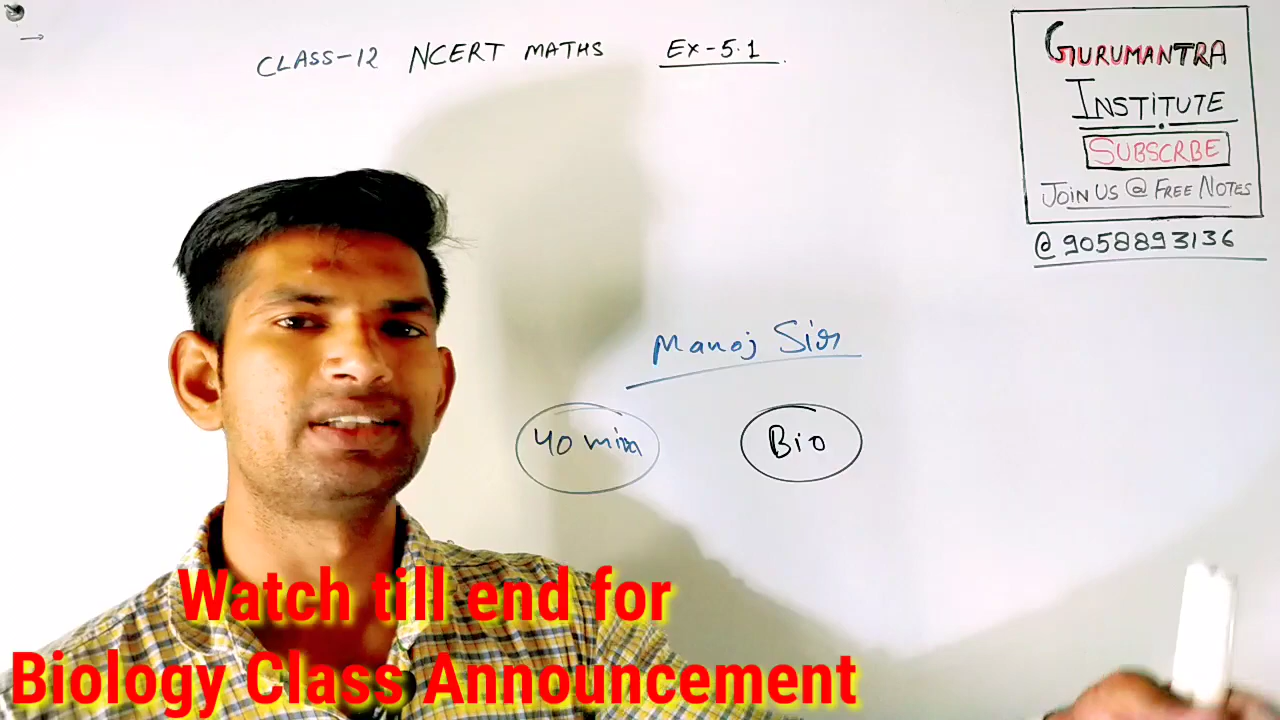 CLASS-12 NCERT MATHS Ex-5.1
GURUMANTRA
INSTITUTE
SUBSCRBE
JOIN US @ FREE NOTES
@ 9058893136
Manoj Sir
40 min
Bio
Watch till end for
Biology Class Announcement